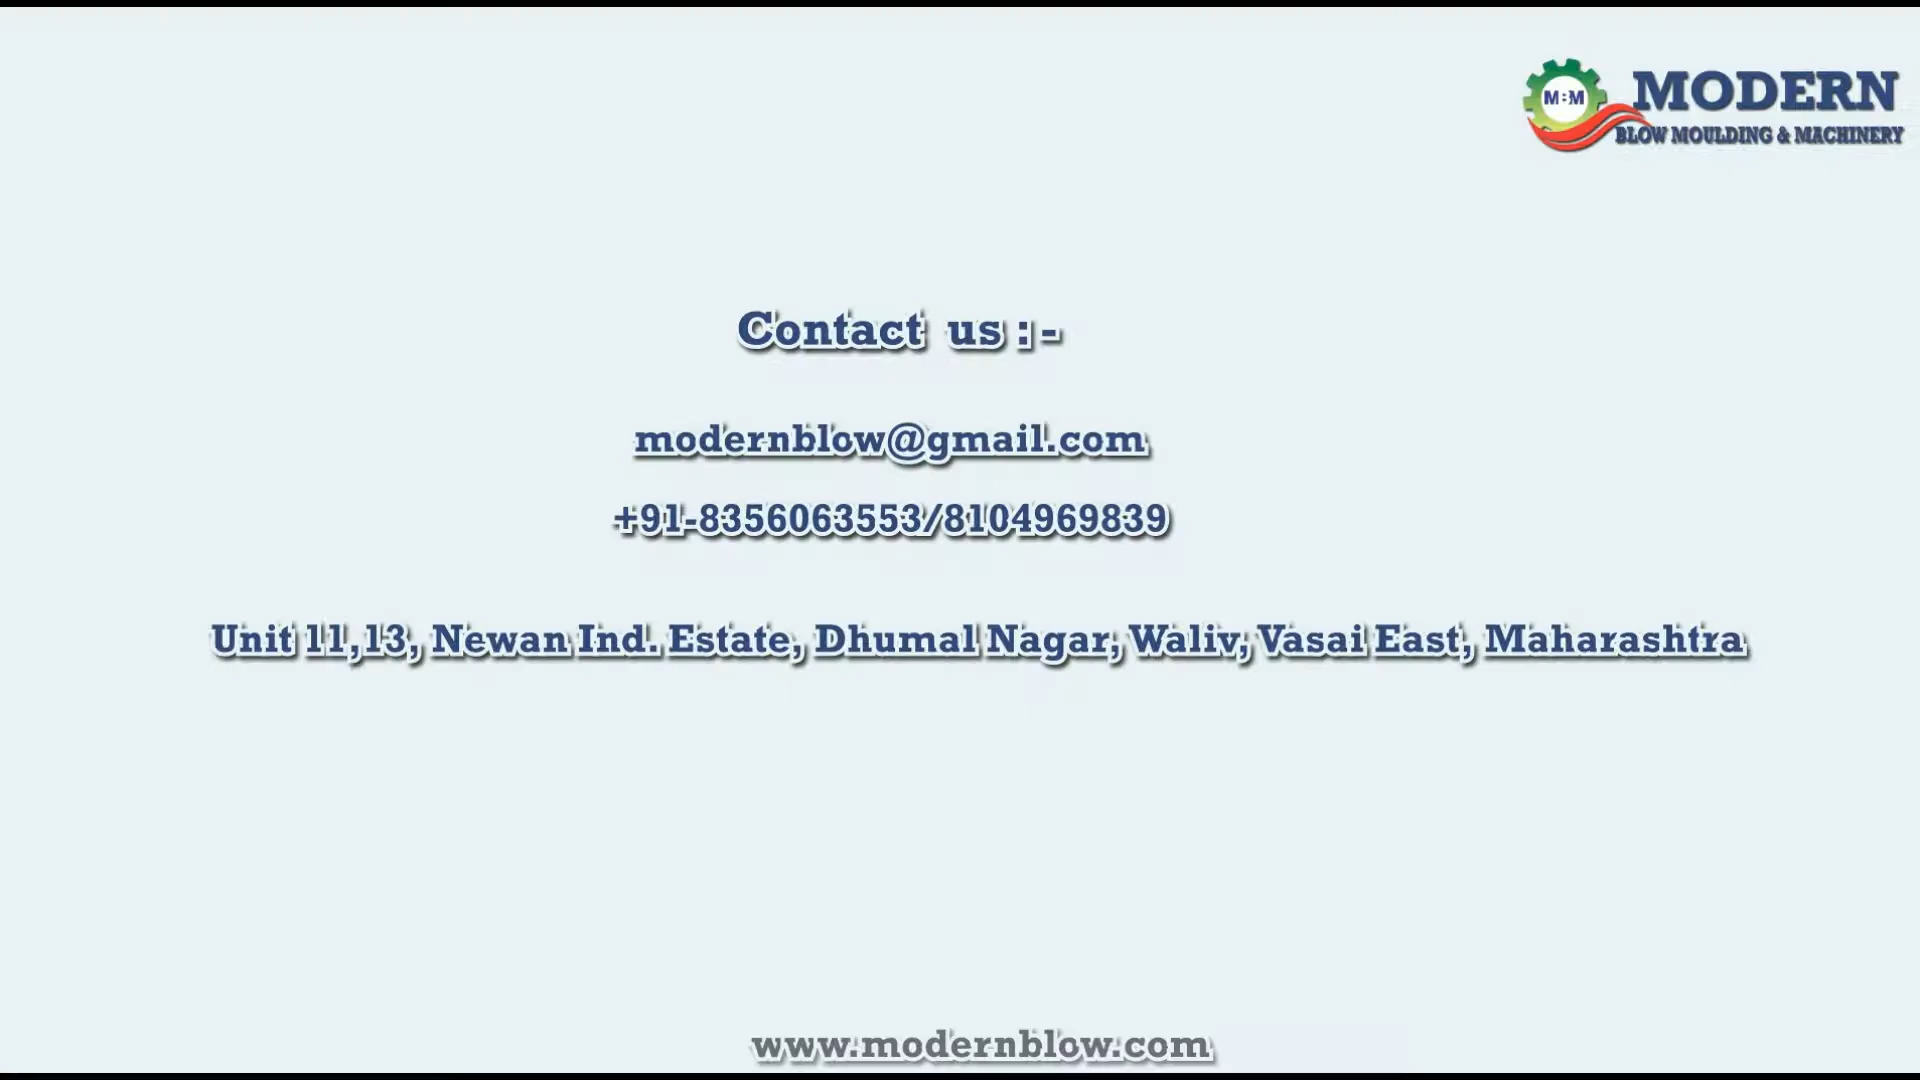 M:BM MODERN
BLOW MOULDING & MACHINERY
Contact us : -
modernblow@gmail.com
+91-8356063553/8104969839
Unit 11,13, Newan Ind. Estate, Dhumal Nagar, Waliv, Vasai East, Maharashtra
www.modernblow.com